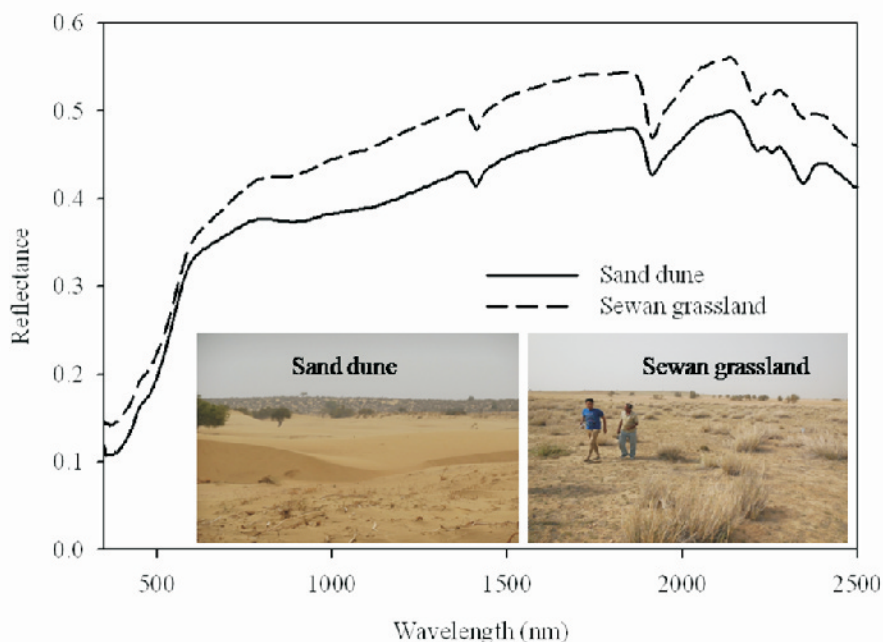 0.6
0.5
0.4
0.3
0.2
0.1
0.0
Reflectance
Sand dune
Sewan grassland
Sand dune
Sewan grassland
500
1000
1500
2000
2500
Wavelength (nm)